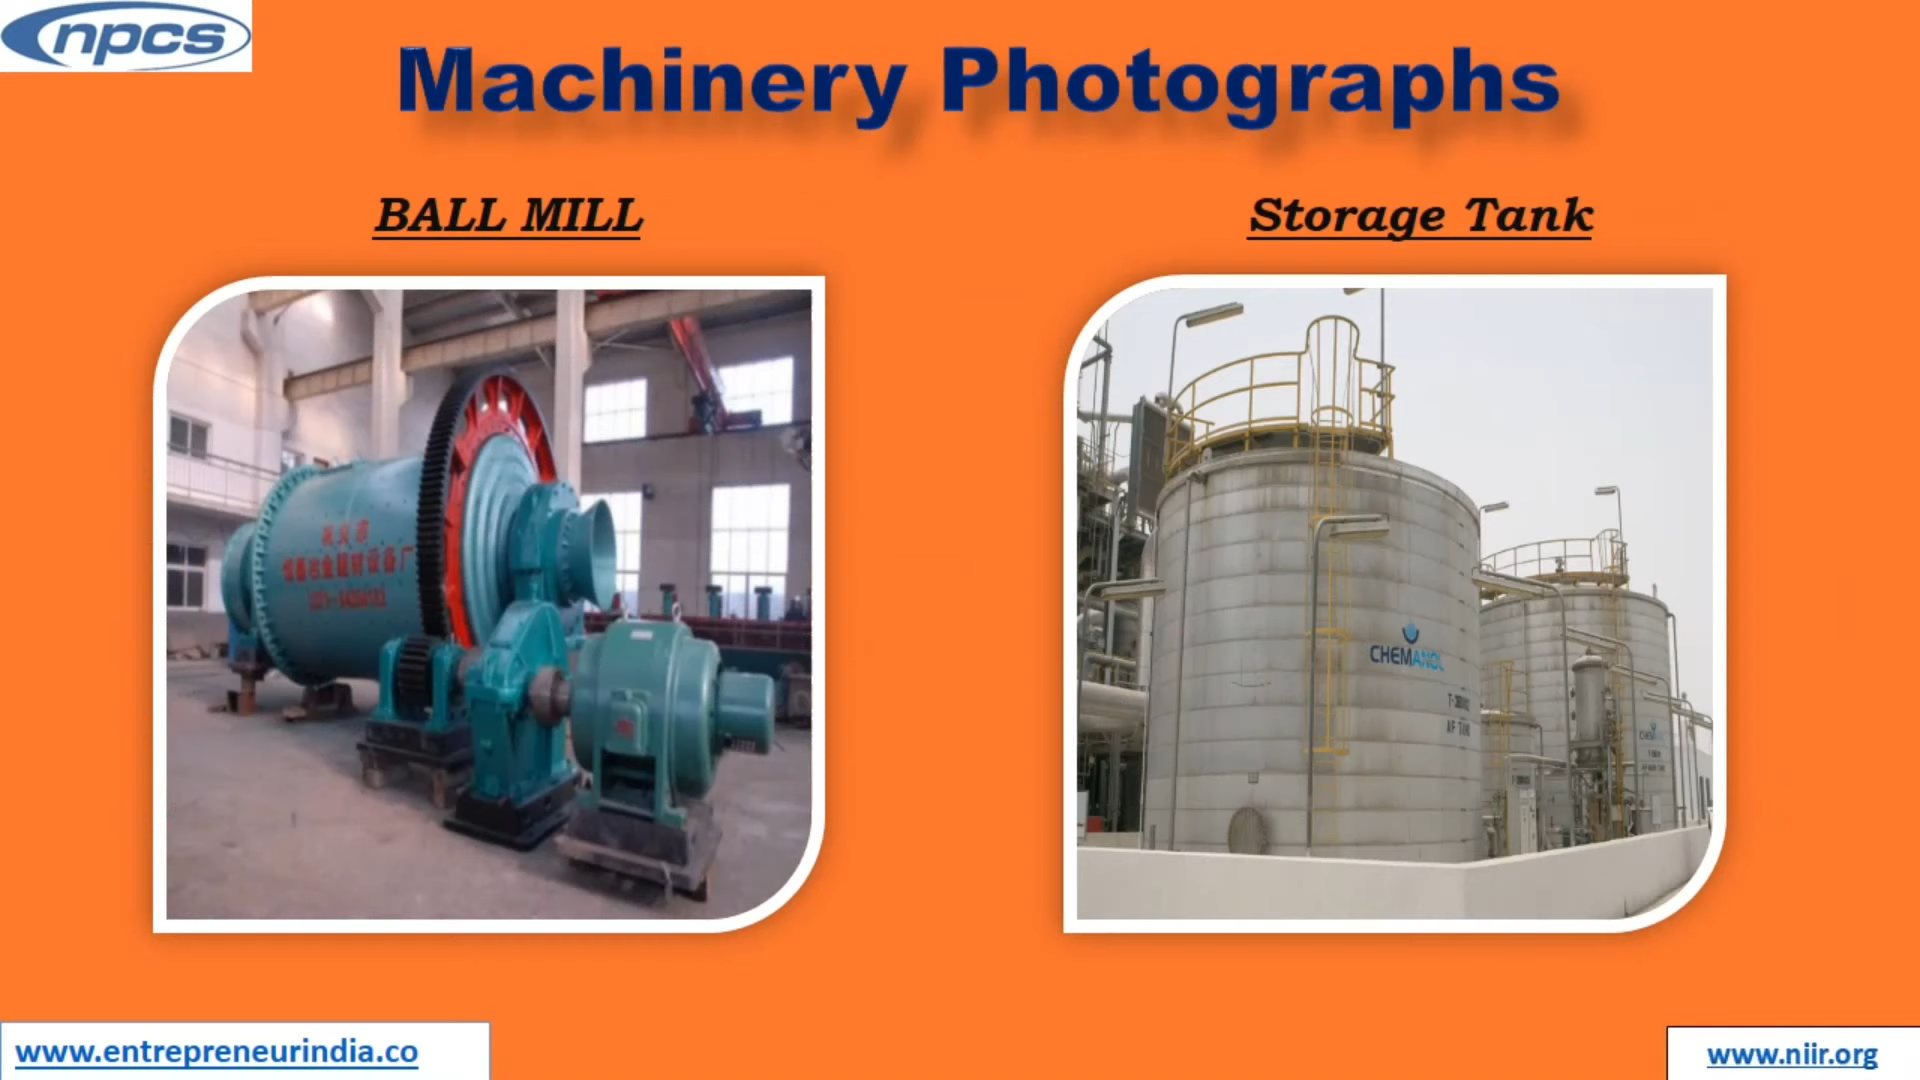 npcs
Machinery Photographs
BALL MILL
Storage Tank
CHEMANOL
www.entrepreneurindia.co
www.niir.org